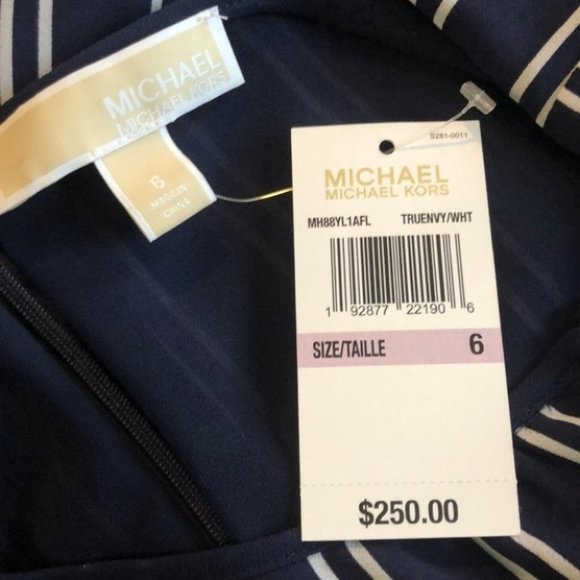 MICHAEL
MICHAEL KORS
6
MADE IN
CHINA
S281-0011
MICHAEL
MICHAEL KORS
MH88YL1AFL TRUENVY/WHT
1 92877 22190 6
SIZE/TAILLE 6
$250.00